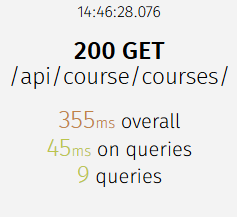 14:46:28.076
200 GET
/api/course/courses/
355ms overall
45ms on queries
9 queries